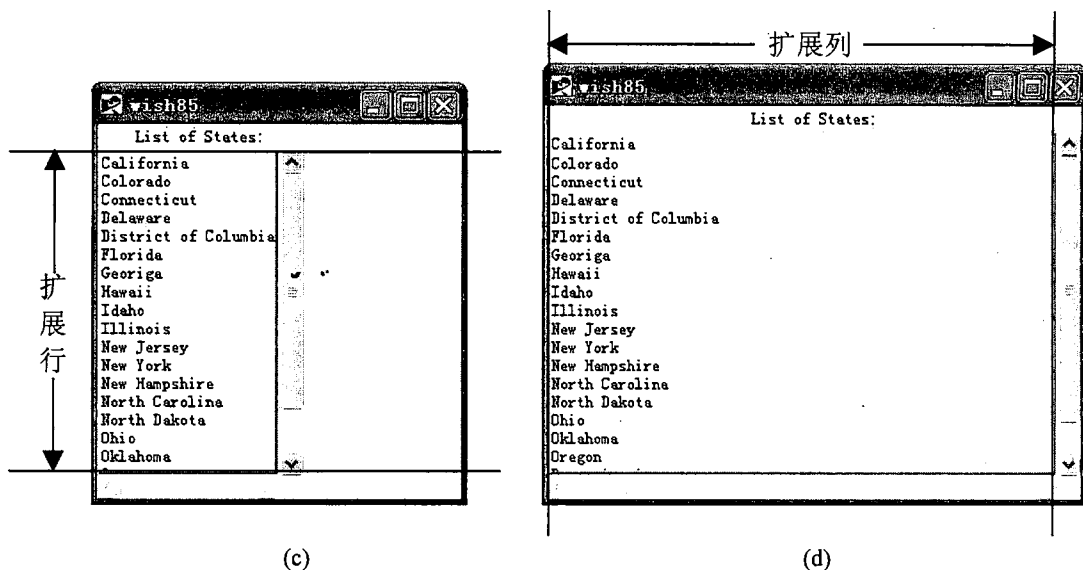 扩展列
wish85
List of States:
California
Colorado
Connecticut
Delaware
District of Columbia
Florida
Georiga
Hawaii
Idaho
Illinois
New Jersey
New York
New Hampshire
North Carolina
North Dakota
Ohio
Oklahoma
扩展行
(c)
wish85
List of States:
California
Colorado
Connecticut
Delaware
District of Columbia
Florida
Georiga
Hawaii
Idaho
Illinois
New Jersey
New York
New Hampshire
North Carolina
North Dakota
Ohio
Oklahoma
Oregon
(d)